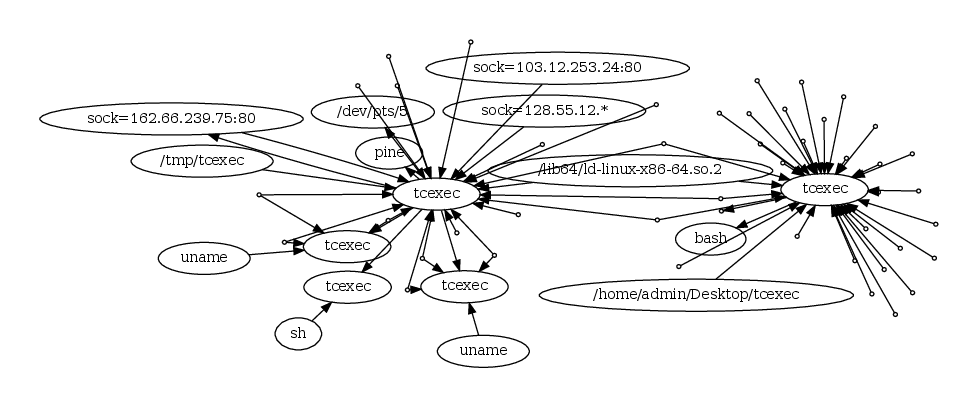 sock=103.12.253.24:80
/dev/pts/5
sock=128.55.12.*
sock=162.66.239.75:80
pine
/tmp/tcexec
/lib64/ld-linux-x86-64.so.2
tcexec
tcexec
bash
tcexec
uname
tcexec
tcexec
/home/admin/Desktop/tcexec
sh
uname